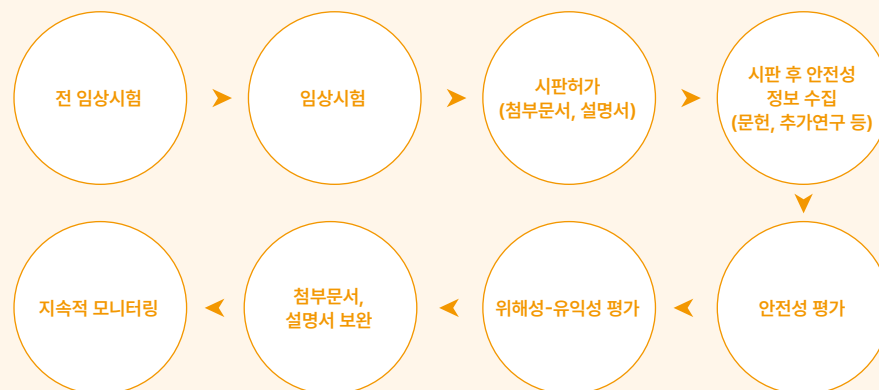 전 임상시험
임상시험
시판허가
(첨부문서, 설명서)
시판 후 안전성
정보 수집
(문헌, 추가연구 등)
안전성 평가
위해성-유익성 평가
첨부문서,
설명서 보완
지속적 모니터링